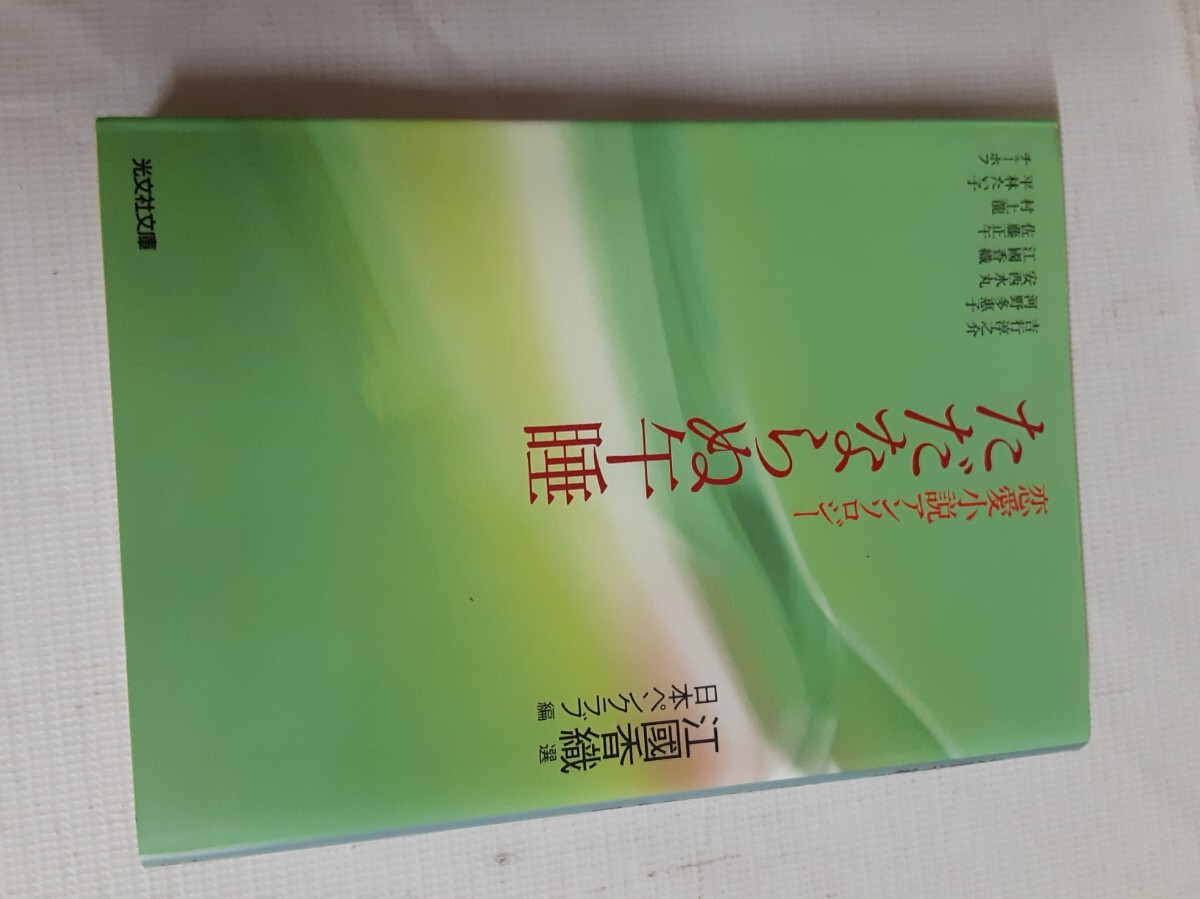 恋愛小説アンソロジー
ただならぬ午睡
江國香織 選
日本ペンクラブ 編
吉行淳之介
河野多恵子
安西水丸
江國香織
佐藤正午
村上龍
平林たい子
チェーホフ
光文社文庫